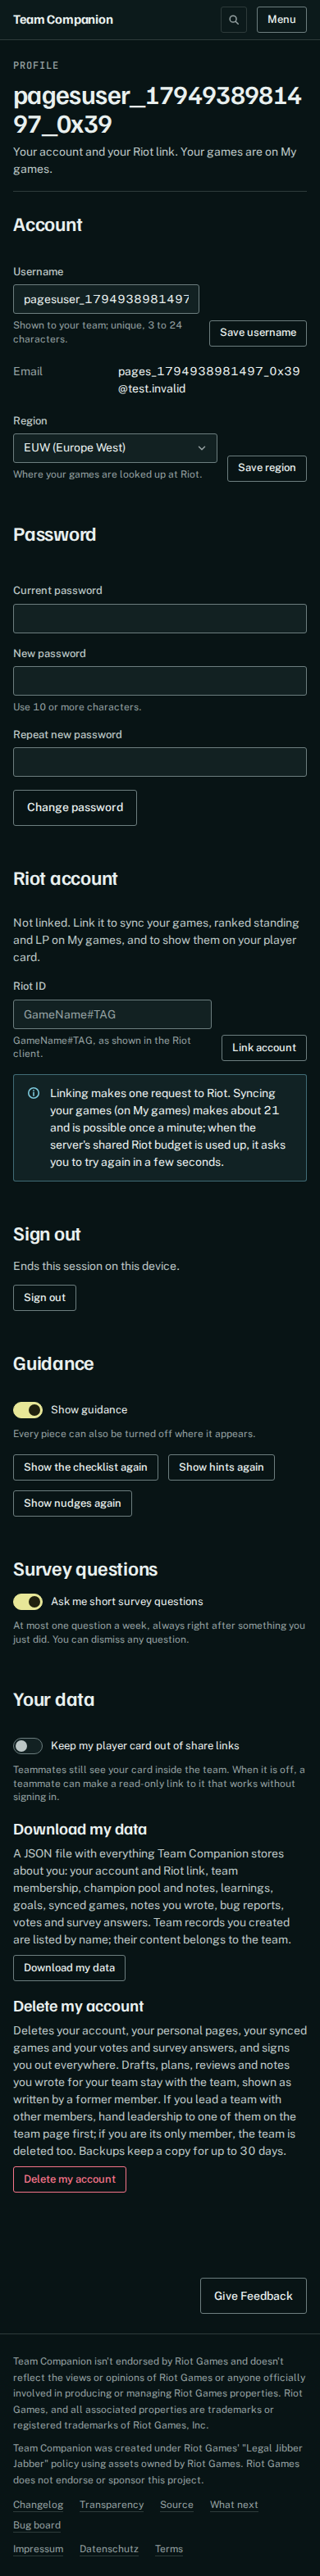 Team Companion
Menu
PROFILE
pagesuser_17949389814
97_0x39
Your account and your Riot link. Your games are on My
games.
Account
Username
pagesuser_1794938981497
Shown to your team; unique, 3 to 24
characters.
Save username
Email
pages_1794938981497_0x39
@test.invalid
Region
EUW (Europe West)
Where your games are looked up at Riot.
Save region
Password
Current password
New password
Use 10 or more characters.
Repeat new password
Change password
Riot account
Not linked. Link it to sync your games, ranked standing
and LP on My games, and to show them on your player
card.
Riot ID
GameName#TAG
GameName#TAG, as shown in the Riot
client.
Link account
Linking makes one request to Riot. Syncing
your games (on My games) makes about 21
and is possible once a minute; when the
server's shared Riot budget is used up, it asks
you to try again in a few seconds.
Sign out
Ends this session on this device.
Sign out
Guidance
Show guidance
Every piece can also be turned off where it appears.
Show the checklist again
Show hints again
Show nudges again
Survey questions
Ask me short survey questions
At most one question a week, always right after something you
just did. You can dismiss any question.
Your data
Keep my player card out of share links
Teammates still see your card inside the team. When it is off, a
teammate can make a read-only link to it that works without
signing in.
Download my data
A JSON file with everything Team Companion stores
about you: your account and Riot link, team
membership, champion pool and notes, learnings,
goals, synced games, notes you wrote, bug reports,
votes and survey answers. Team records you created
are listed by name; their content belongs to the team.
Download my data
Delete my account
Deletes your account, your personal pages, your synced
games and your votes and survey answers, and signs
you out everywhere. Drafts, plans, reviews and notes
you wrote for your team stay with the team, shown as
written by a former member. If you lead a team with
other members, hand leadership to one of them on the
team page first; if you are its only member, the team is
deleted too. Backups keep a copy for up to 30 days.
Delete my account
Give Feedback
Team Companion isn't endorsed by Riot Games and doesn't
reflect the views or opinions of Riot Games or anyone officially
involved in producing or managing Riot Games properties. Riot
Games, and all associated properties are trademarks or
registered trademarks of Riot Games, Inc.
Team Companion was created under Riot Games' "Legal Jibber
Jabber" policy using assets owned by Riot Games. Riot Games
does not endorse or sponsor this project.
Changelog
Transparency
Source
What next
Bug board
Impressum
Datenschutz
Terms